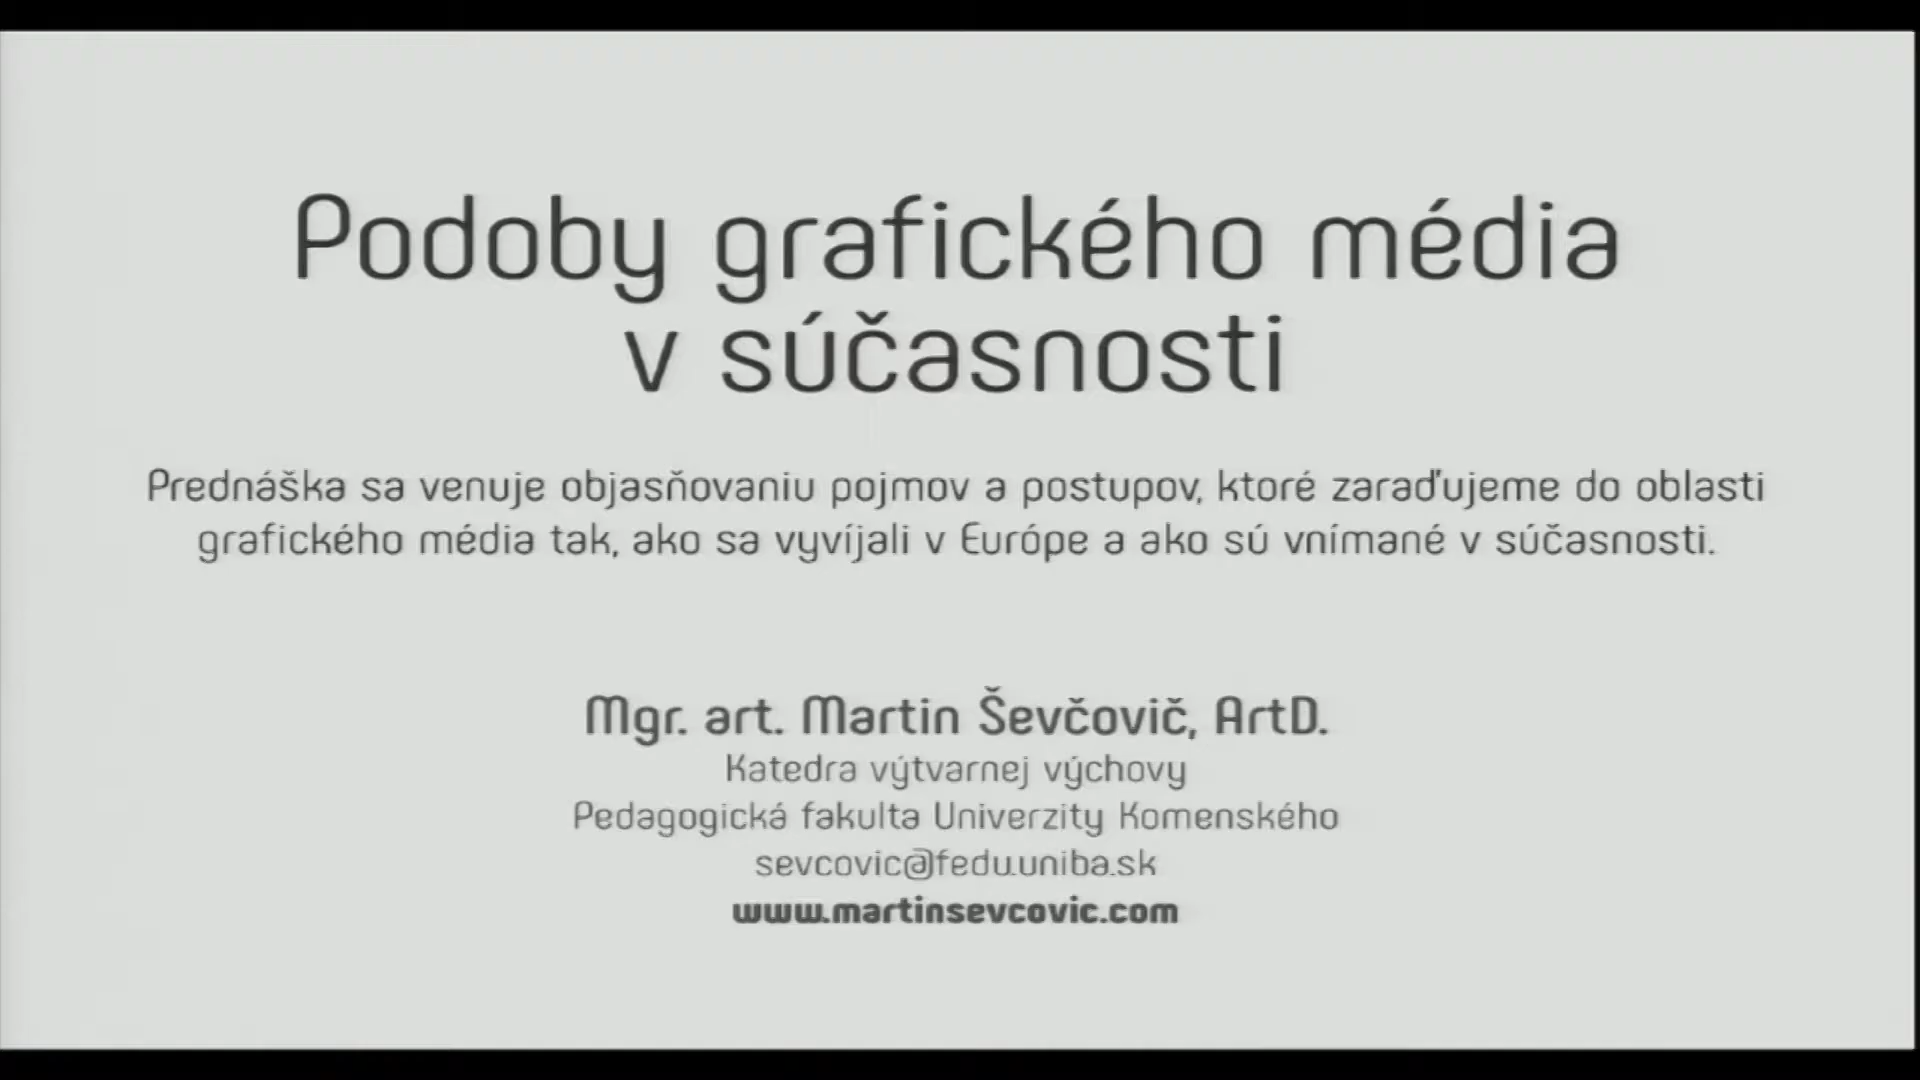 Podoby grafického média
v súčasnosti
Prednáška sa venuje objasňovaniu pojmov a postupov, ktoré zaraďujeme do oblasti
grafického média tak, ako sa vyvíjali v Európe a ako sú vnímané v súčasnosti.
Mgr. art. Martin Ševčovič, ArtD.
Katedra výtvarnej výchovy
Pedagogická fakulta Univerzity Komenského
sevcovic@fedu.uniba.sk
www.martinsevcovic.com